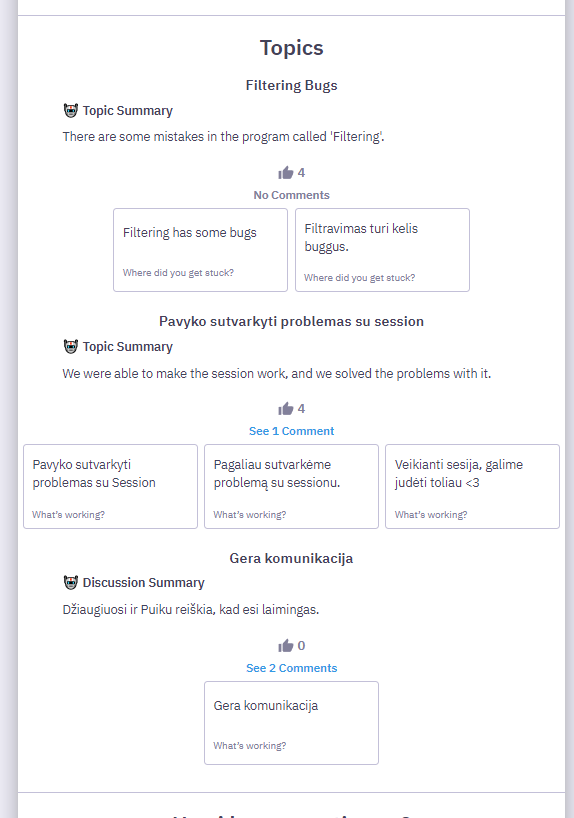 Topics
Filtering Bugs
Topic Summary
There are some mistakes in the program called 'Filtering'.
4
No Comments
Filtering has some bugs
Where did you get stuck?
Filtravimas turi kelis
buggus.
Where did you get stuck?
Pavyko sutvarkyti problemas su session
Topic Summary
We were able to make the session work, and we solved the problems with it.
4
See 1 Comment
Pavyko sutvarkyti
problemas su Session
What's working?
Pagaliau sutvarkėme
problemą su sessionu.
What's working?
Veikianti sesija, galime
judėti toliau <3
What's working?
Gera komunikacija
Discussion Summary
Džiaugiuosi ir Puiku reiškia, kad esi laimingas.
0
See 2 Comments
Gera komunikacija
What's working?